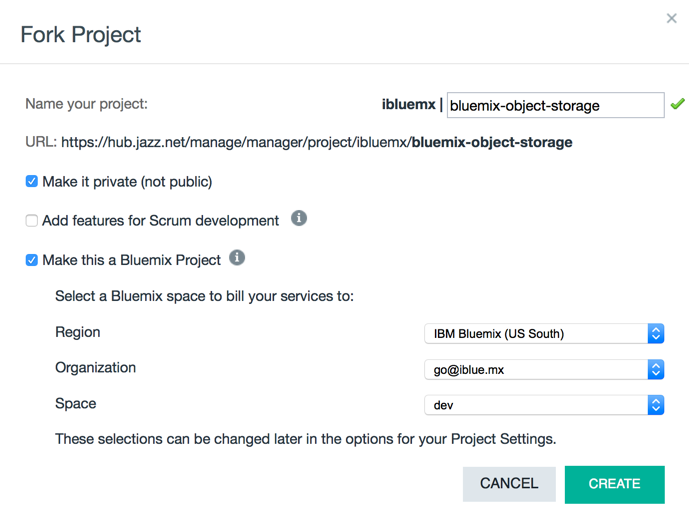 Fork Project
Name your project: ibluemx | bluemix-object-storage
URL: https://hub.jazz.net/manage/manager/project/ibluemx/bluemix-object-storage
Make it private (not public)
Add features for Scrum development
Make this a Bluemix Project
Select a Bluemix space to bill your services to:
Region IBM Bluemix (US South)
Organization go@iblue.mx
Space dev
These selections can be changed later in the options for your Project Settings.
CANCEL CREATE